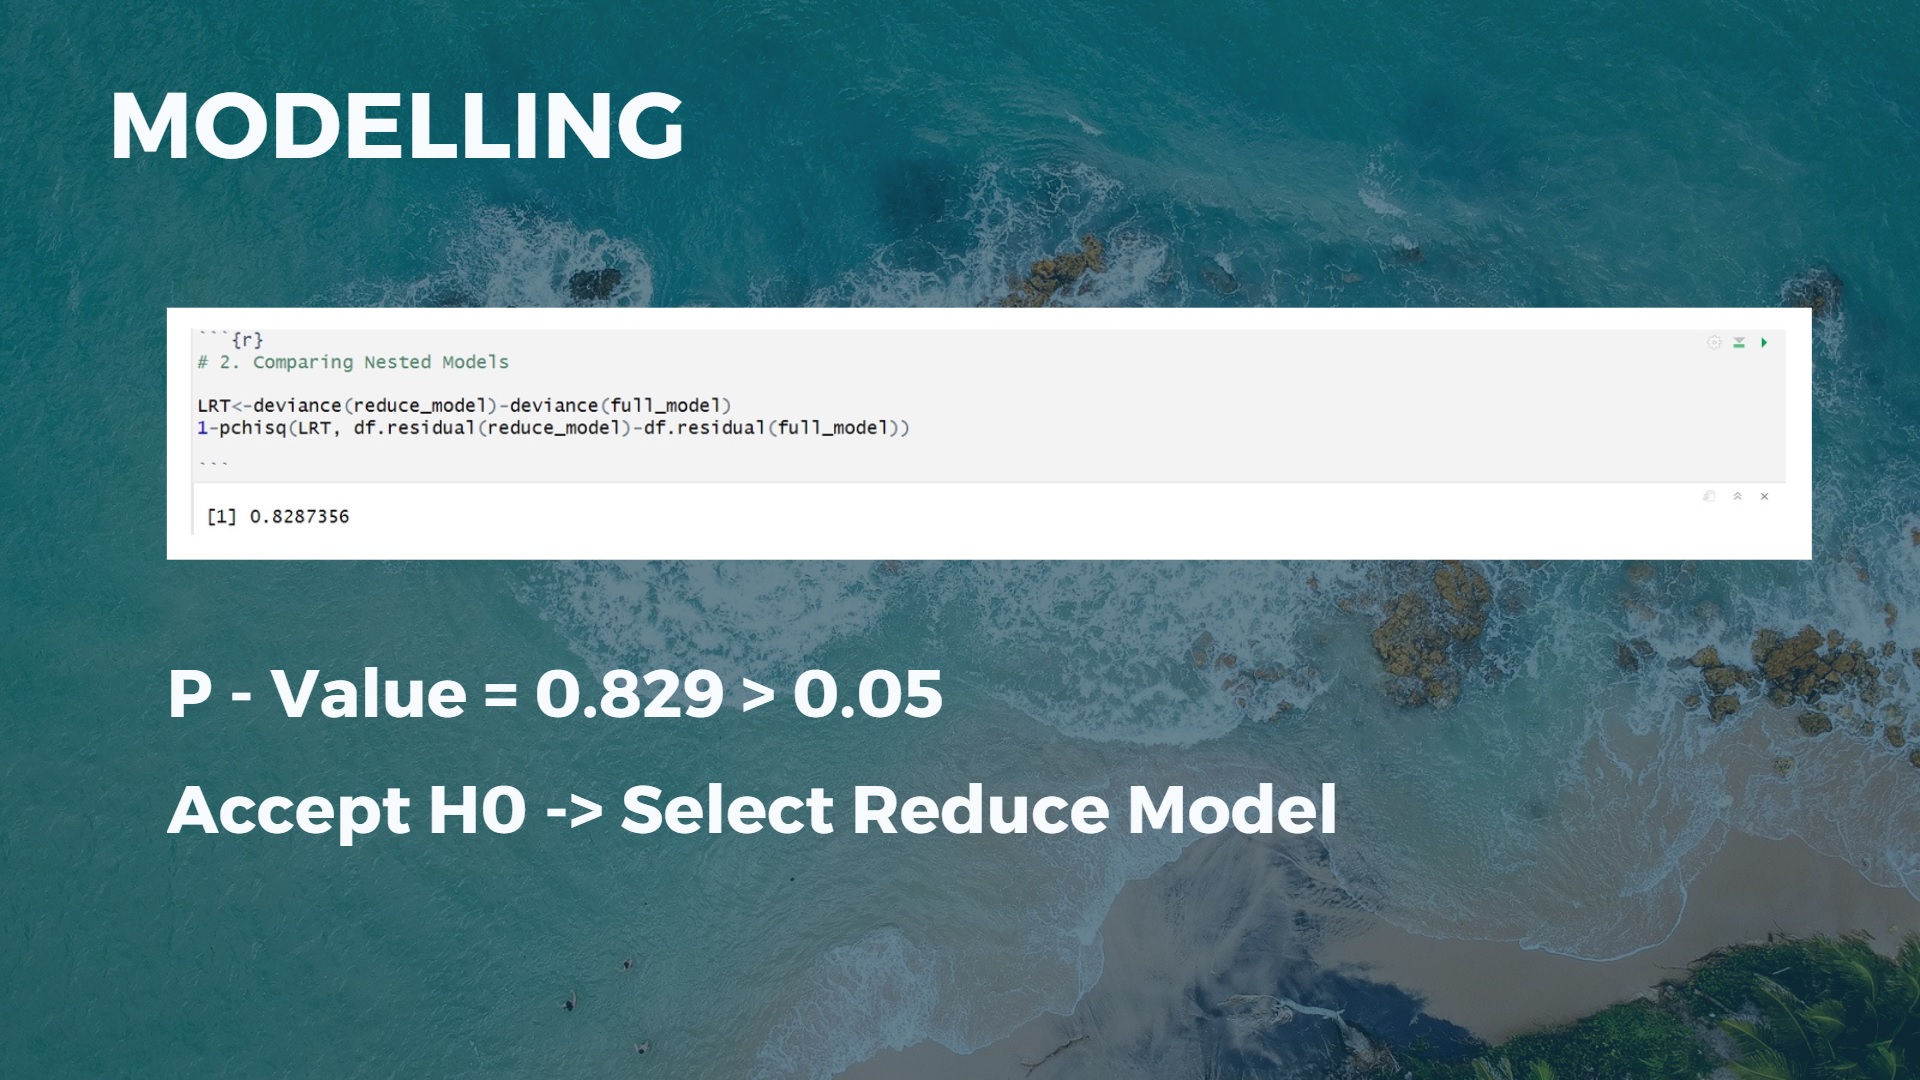 MODELLING
```{r}
# 2. Comparing Nested Models
LRT<-deviance(reduce_model)-deviance(full_model)
1-pchisq(LRT, df.residual(reduce_model)-df.residual(full_model))
```
[1] 0.8287356
P - Value = 0.829 > 0.05
Accept H0 -> Select Reduce Model